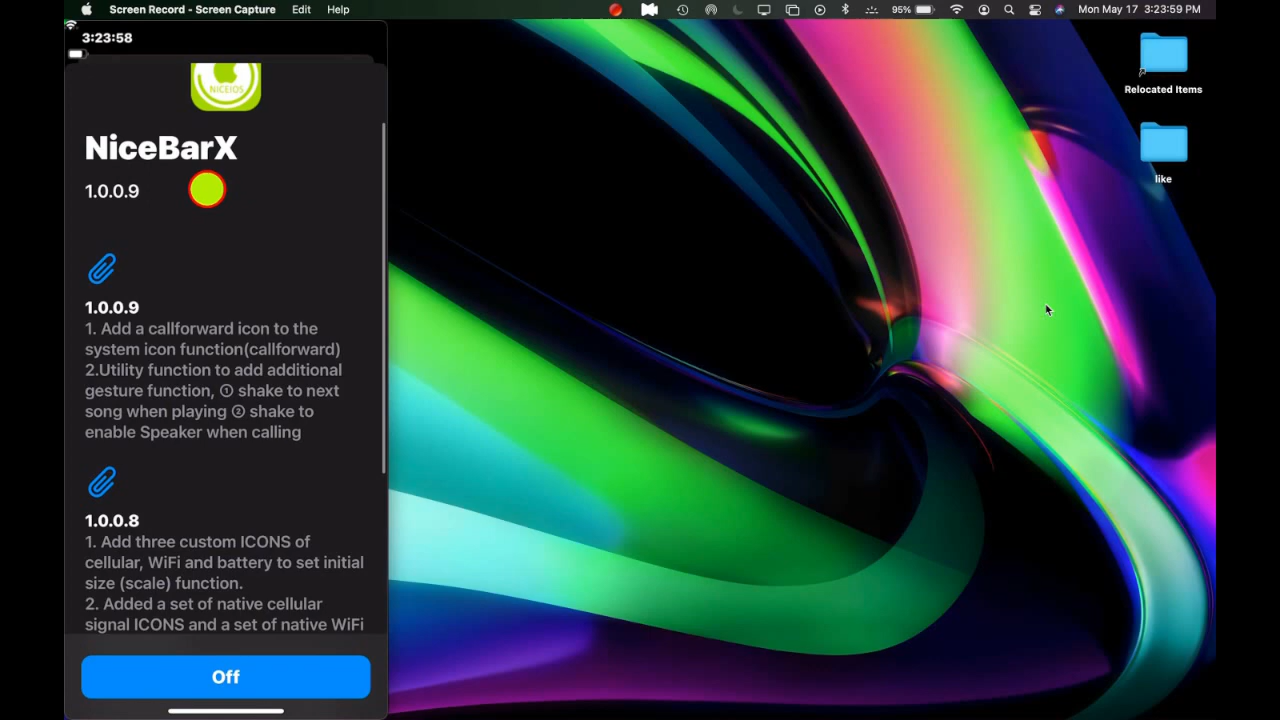 Screen Record - Screen Capture Edit Help
95% Mon May 17 3:23:59 PM
3:23:58
NICEIOS
NiceBarX
1.0.0.9
1.0.0.9
1. Add a callforward icon to the
system icon function(callforward)
2.Utility function to add additional
gesture function, ① shake to next
song when playing ② shake to
enable Speaker when calling
1.0.0.8
1. Add three custom ICONS of
cellular, WiFi and battery to set initial
size (scale) function.
2. Added a set of native cellular
signal ICONS and a set of native WiFi
Off
Relocated Items
like